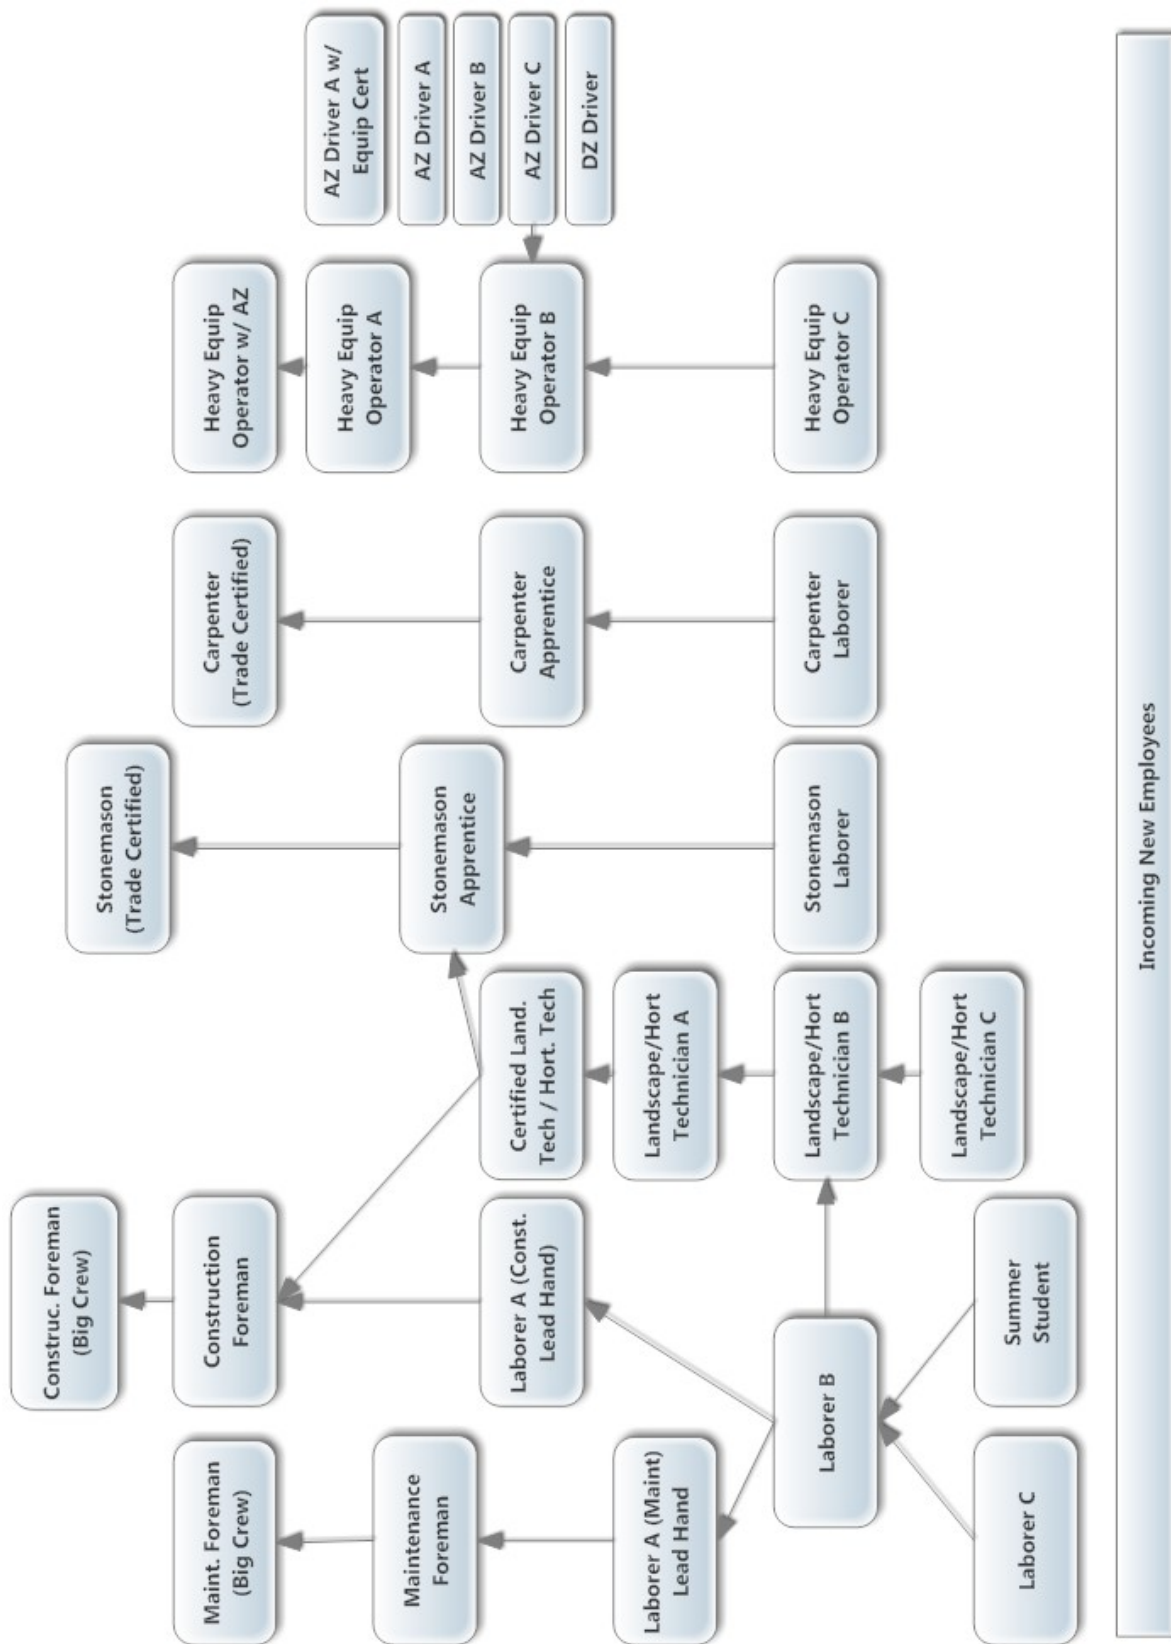 Construc. Foreman
(Big Crew)
Stonemason
(Trade Certified)
Maint. Foreman
(Big Crew)
Construction
Foreman
Carpenter
(Trade Certified)
Heavy Equip
Operator w/ AZ
AZ Driver A w/
Equip Cert
Heavy Equip
Operator A
Maintenance
Foreman
Stonemason
Apprentice
AZ Driver A
AZ Driver B
Laborer A (Const.
Lead Hand)
Certified Land.
Tech / Hort. Tech
Carpenter
Apprentice
Heavy Equip
Operator B
AZ Driver C
DZ Driver
Laborer A (Maint)
Lead Hand
Landscape/Hort
Technician A
Laborer B
Landscape/Hort
Technician B
Stonemason
Laborer
Carpenter
Laborer
Heavy Equip
Operator C
Landscape/Hort
Technician C
Laborer C
Summer
Student
Incoming New Employees